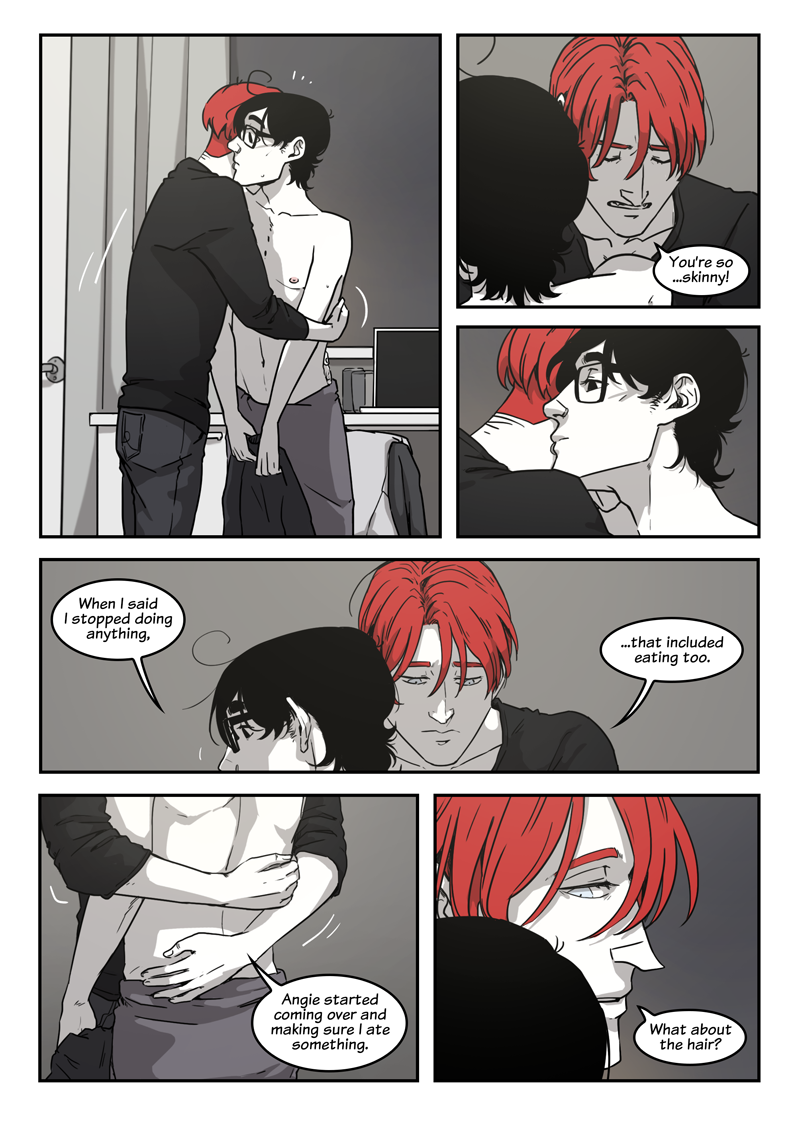 You're so
...skinny!
When I said
I stopped doing
anything,
...that included
eating too.
Angie started
coming over and
making sure I ate
something.
What about
the hair?